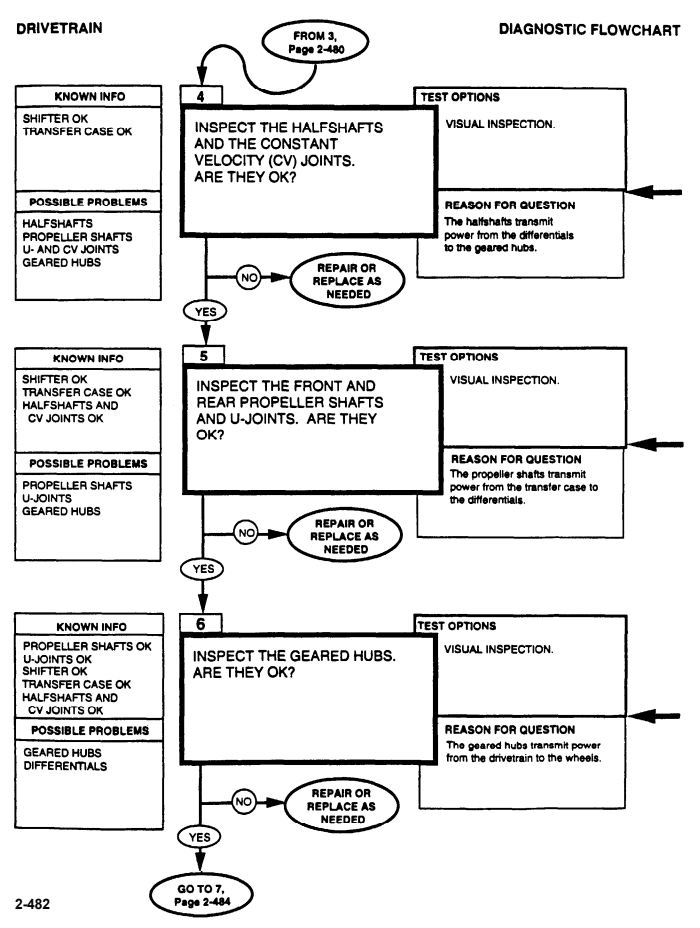 DRIVETRAIN
DIAGNOSTIC FLOWCHART
FROM 3,
Page 2-480
KNOWN INFO
SHIFTER OK
TRANSFER CASE OK
POSSIBLE PROBLEMS
HALFSHAFTS
PROPELLER SHAFTS
U- AND CV JOINTS
GEARED HUBS
4
INSPECT THE HALFSHAFTS
AND THE CONSTANT
VELOCITY (CV) JOINTS.
ARE THEY OK?
TEST OPTIONS
VISUAL INSPECTION.
REASON FOR QUESTION
The halfshafts transmit
power from the differentials
to the geared hubs.
NO
REPAIR OR
REPLACE AS
NEEDED
YES
KNOWN INFO
SHIFTER OK
TRANSFER CASE OK
HALFSHAFTS AND
CV JOINTS OK
POSSIBLE PROBLEMS
PROPELLER SHAFTS
U-JOINTS
GEARED HUBS
5
INSPECT THE FRONT AND
REAR PROPELLER SHAFTS
AND U-JOINTS. ARE THEY
OK?
TEST OPTIONS
VISUAL INSPECTION.
REASON FOR QUESTION
The propeller shafts transmit
power from the transfer case to
the differentials.
NO
REPAIR OR
REPLACE AS
NEEDED
YES
KNOWN INFO
PROPELLER SHAFTS OK
U-JOINTS OK
SHIFTER OK
TRANSFER CASE OK
HALFSHAFTS AND
CV JOINTS OK
POSSIBLE PROBLEMS
GEARED HUBS
DIFFERENTIALS
6
INSPECT THE GEARED HUBS.
ARE THEY OK?
TEST OPTIONS
VISUAL INSPECTION.
REASON FOR QUESTION
The geared hubs transmit power
from the drivetrain to the wheels.
NO
REPAIR OR
REPLACE AS
NEEDED
YES
GO TO 7,
Page 2-484
2-482